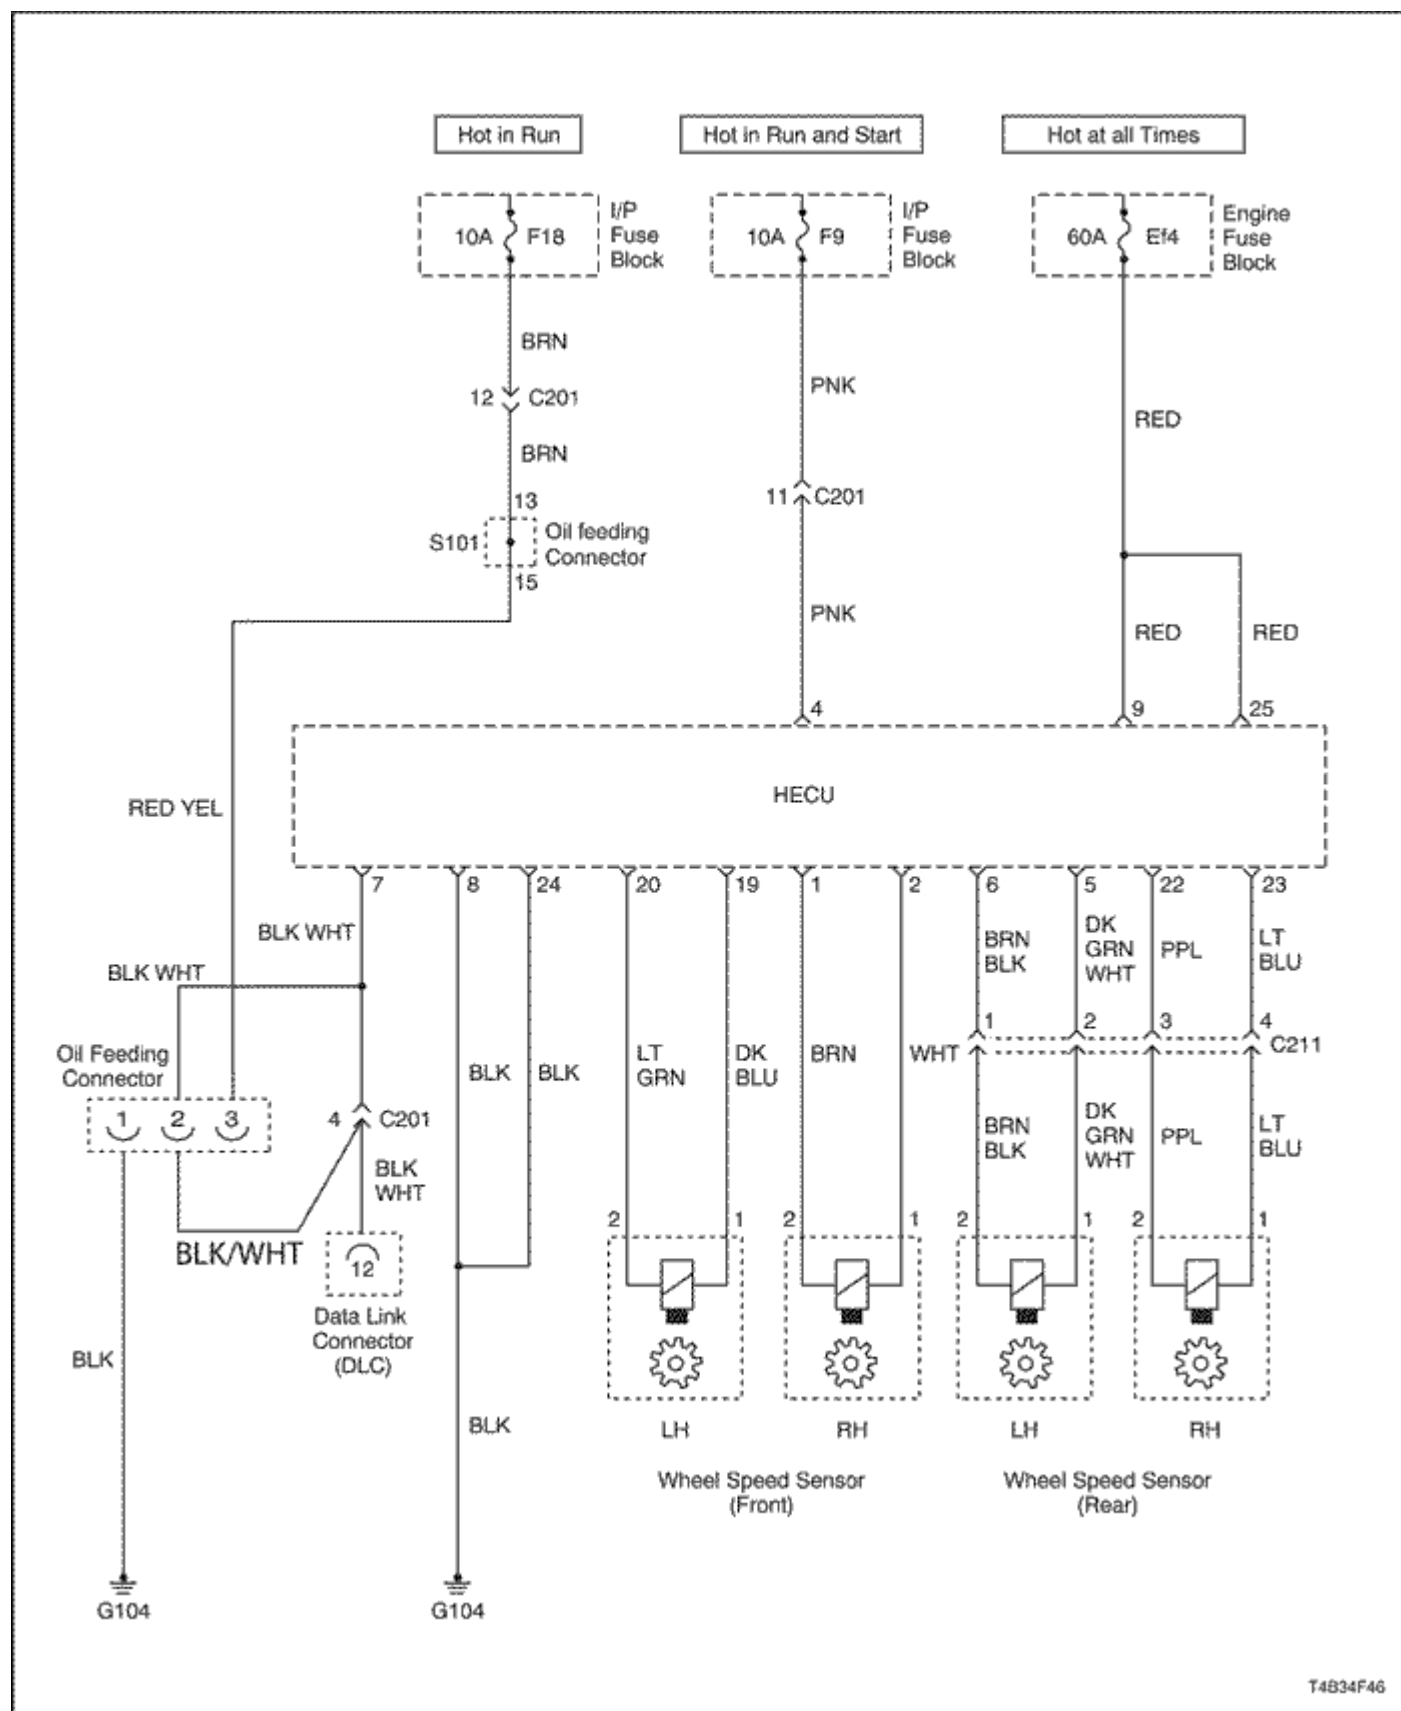 Hot in Run
Hot in Run and Start
Hot at all Times
10A F18
I/P
Fuse
Block
10A F9
I/P
Fuse
Block
60A Ef4
Engine
Fuse
Block
BRN
12 C201
BRN
13
S101
Oil feeding
Connector
15
PNK
11 C201
PNK
RED
RED
RED
4
9
25
HECU
RED YEL
7
8
24
20
19
1
2
6
5
22
23
BLK WHT
BLK WHT
Oil Feeding
Connector
1
2
3
4 C201
BLK
WHT
BLK/WHT
12
Data Link
Connector
(DLC)
BLK
BLK
BLK
BLK
LT
GRN
DK
BLU
BRN
WHT
BRN
BLK
DK
GRN
WHT
PPL
LT
BLU
1
2
3
4
C211
BRN
BLK
DK
GRN
WHT
PPL
LT
BLU
2
1
2
1
2
1
2
1
LH
RH
LH
RH
Wheel Speed Sensor
(Front)
Wheel Speed Sensor
(Rear)
G104
G104
T4B34F46